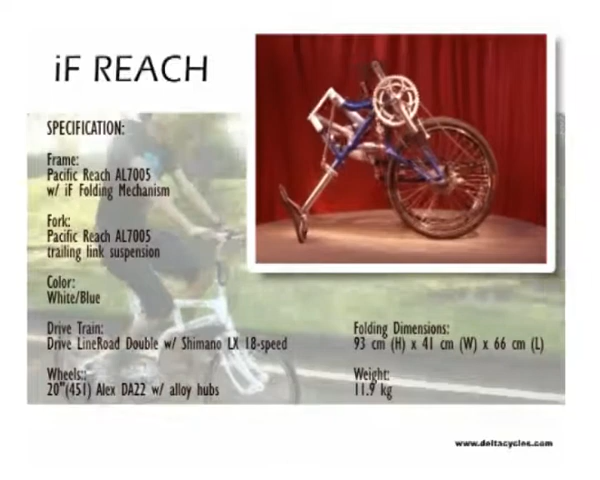 iF REACH
SPECIFICATION:
Frame:
Pacific Reach AL7005
w/ iF Folding Mechanism
Fork:
Pacific Reach AL7005
trailing link suspension
Color:
White/Blue
Drive Train:
Drive LineRoad Double w/ Shimano LX 18-speed
Wheels::
20"(451) Alex DA22 w/ alloy hubs
Folding Dimensions:
93 cm (H) x 41 cm (W) x 66 cm (L)
Weight:
11.9 kg
www.deltacycles.com